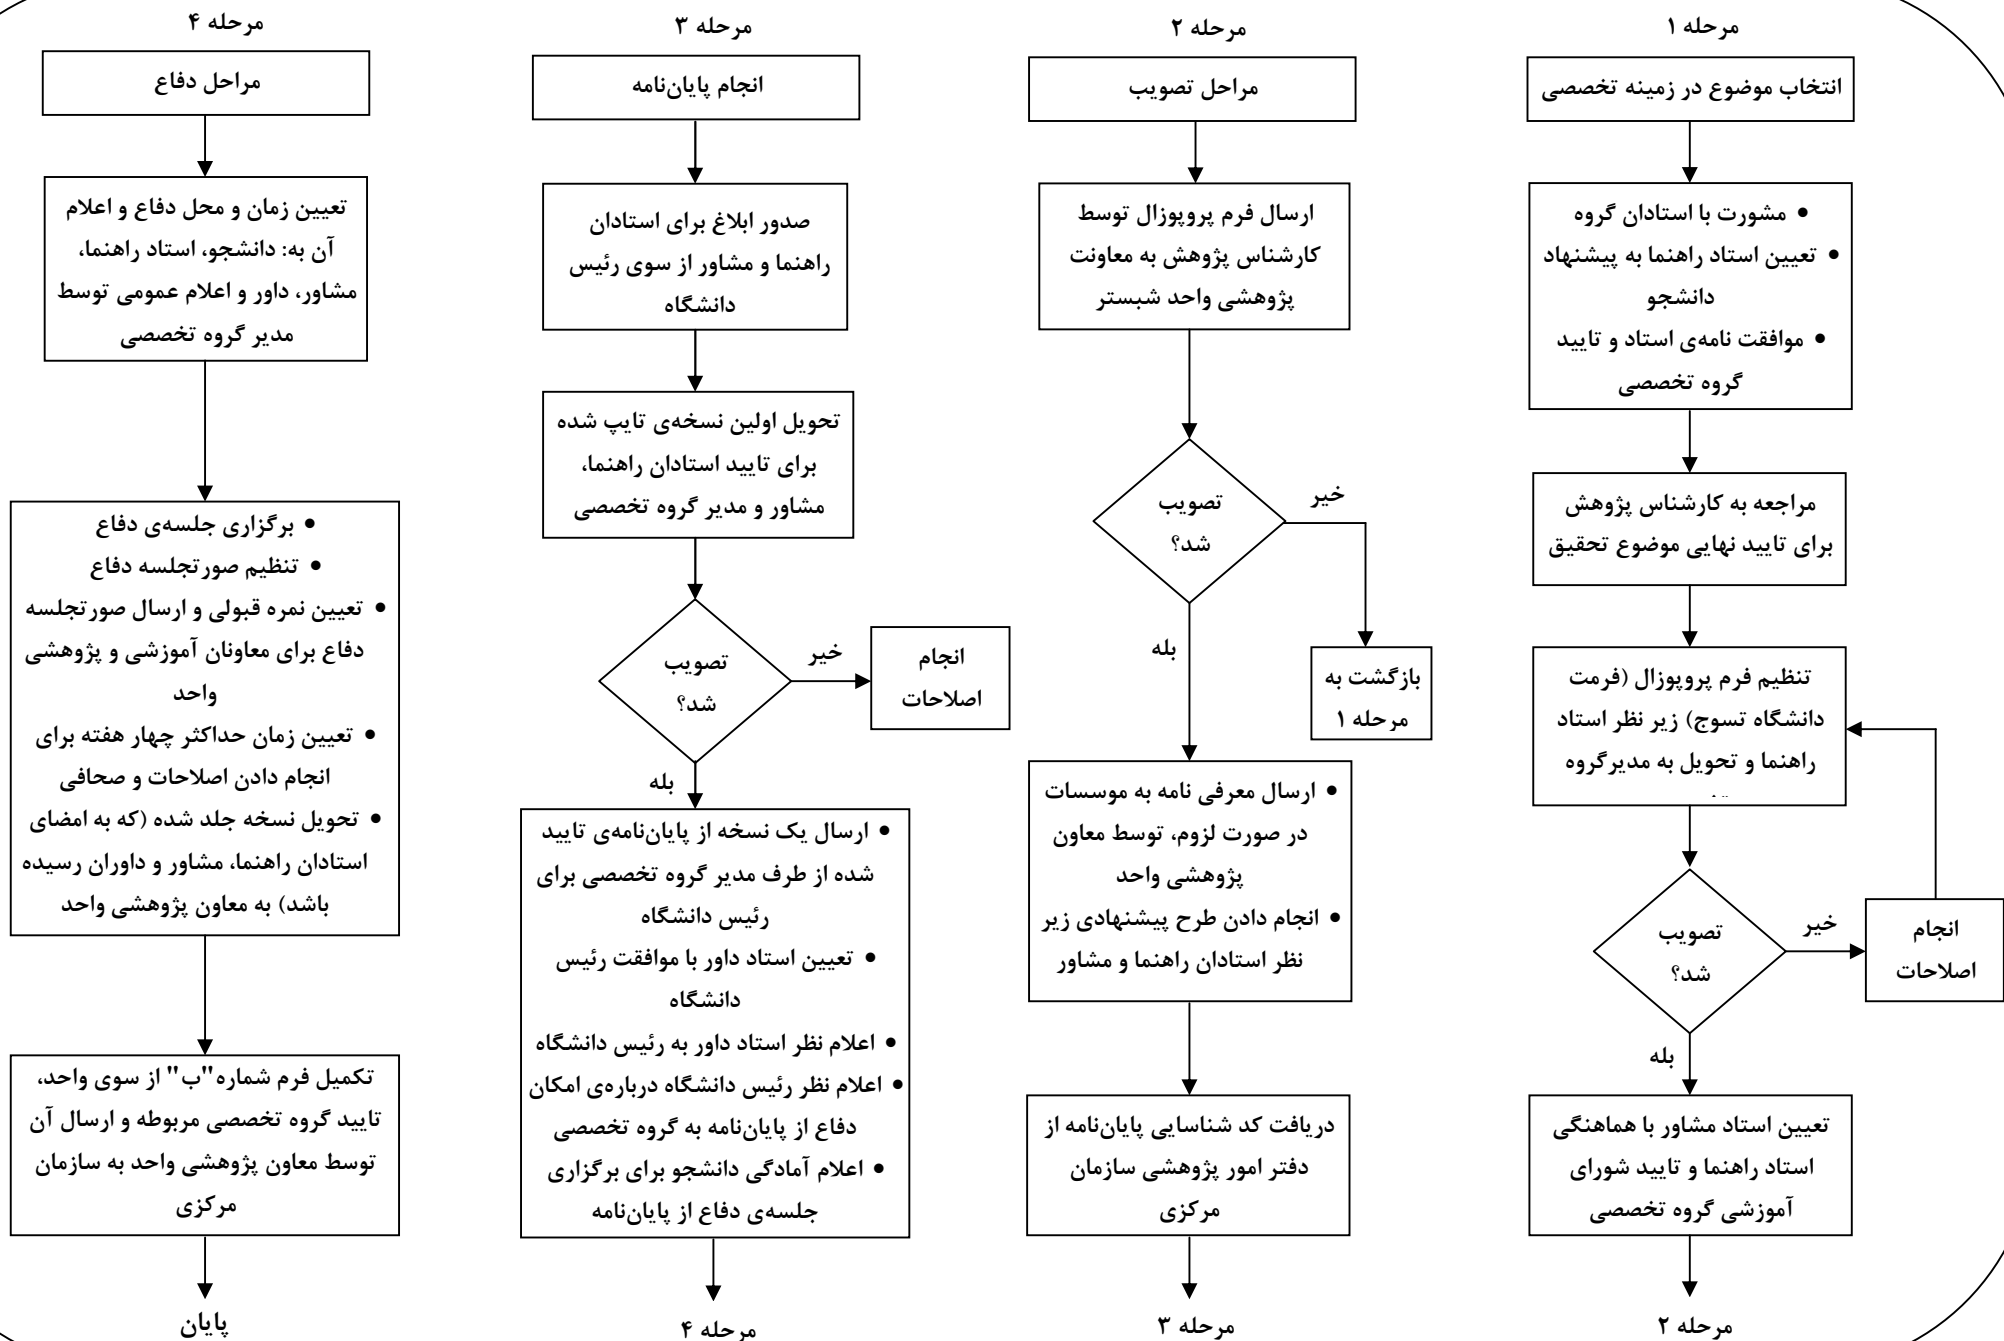 مرحله ۱
انتخاب موضوع در زمینه تخصصی
• مشورت با استادان گروه
• تعیین استاد راهنما به پیشنهاد
دانشجو
• موافقت نامه‌ی استاد و تایید
گروه تخصصی
مراجعه به کارشناس پژوهش
برای تایید نهایی موضوع تحقیق
تنظیم فرم پروپوزال (فرمت
دانشگاه تسوج) زیر نظر استاد
راهنما و تحویل به مدیرگروه
تصویب
شد؟
خیر
انجام
اصلاحات
بله
تعیین استاد مشاور با هماهنگی
استاد راهنما و تایید شورای
آموزشی گروه تخصصی
مرحله ۲
مرحله ۲
مراحل تصویب
ارسال فرم پروپوزال توسط
کارشناس پژوهش به معاونت
پژوهشی واحد شبستر
تصویب
شد؟
خیر
بازگشت به
مرحله ۱
بله
• ارسال معرفی نامه به موسسات
در صورت لزوم، توسط معاون
پژوهشی واحد
• انجام دادن طرح پیشنهادی زیر
نظر استادان راهنما و مشاور
دریافت کد شناسایی پایان‌نامه از
دفتر امور پژوهشی سازمان
مرکزی
مرحله ۳
مرحله ۳
انجام پایان‌نامه
صدور ابلاغ برای استادان
راهنما و مشاور از سوی رئیس
دانشگاه
تحویل اولین نسخه‌ی تایپ شده
برای تایید استادان راهنما،
مشاور و مدیر گروه تخصصی
تصویب
شد؟
خیر
انجام
اصلاحات
بله
• ارسال یک نسخه از پایان‌نامه‌ی تایید
شده از طرف مدیر گروه تخصصی برای
رئیس دانشگاه
• تعیین استاد داور با موافقت رئیس
دانشگاه
• اعلام نظر استاد داور به رئیس دانشگاه
• اعلام نظر رئیس دانشگاه درباره‌ی امکان
دفاع از پایان‌نامه به گروه تخصصی
• اعلام آمادگی دانشجو برای برگزاری
جلسه‌ی دفاع از پایان‌نامه
مرحله ۴
مرحله ۴
مراحل دفاع
تعیین زمان و محل دفاع و اعلام
آن به: دانشجو، استاد راهنما،
مشاور، داور و اعلام عمومی توسط
مدیر گروه تخصصی
• برگزاری جلسه‌ی دفاع
• تنظیم صورتجلسه دفاع
• تعیین نمره قبولی و ارسال صورتجلسه
دفاع برای معاونان آموزشی و پژوهشی
واحد
• تعیین زمان حداکثر چهار هفته برای
انجام دادن اصلاحات و صحافی
• تحویل نسخه جلد شده (که به امضای
استادان راهنما، مشاور و داوران رسیده
باشد) به معاون پژوهشی واحد
تکمیل فرم شماره"ب" از سوی واحد،
تایید گروه تخصصی مربوطه و ارسال آن
توسط معاون پژوهشی واحد به سازمان
مرکزی
پایان